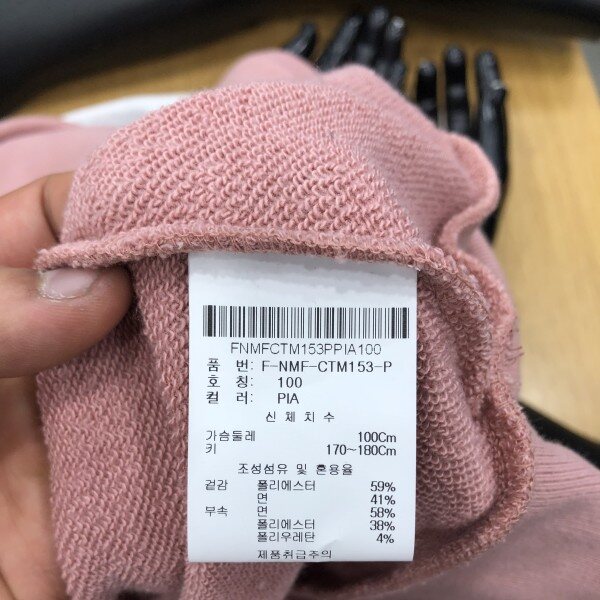 FNMFCTM153PPIA100
품 번: F-NMF-CTM153-P
호 칭: 100
컬 러: PIA
신체치수
가슴둘레 100Cm
키 170~180Cm
조성섬유 및 혼용율
겉감 폴리에스터 59%
면 41%
부속 면 58%
폴리에스터 38%
폴리우레탄 4%
제품취급주의